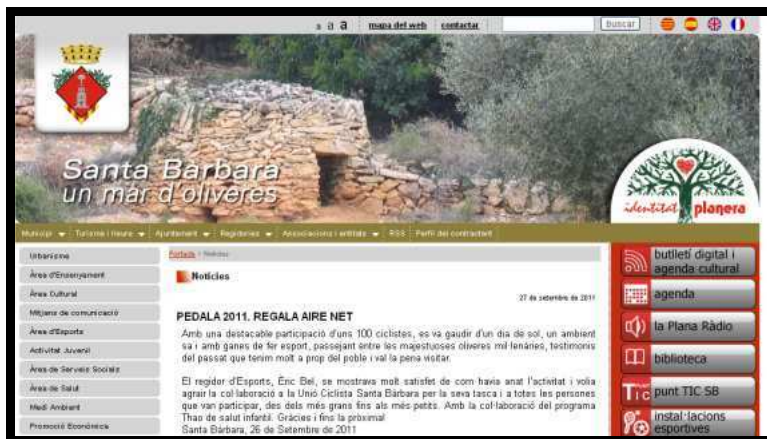 a a a mapa del web contactar buscar
Santa Bàrbara
un mar d'oliveres
identitat planera
Municipi Turisme i lleure Ajuntament Regidories Associacions i entitats RSS Perfil del contractant
Urbanisme
Àrea d'Ensenyament
Àrea Cultural
Mitjans de comunicació
Àrea d'Esports
Activitat Juvenil
Àrea de Serveis Socials
Àrea de Salut
Medi Ambient
Promoció Econòmica
Portada > Notícies
Notícies
27 de setembre de 2011
PEDALA 2011. REGALA AIRE NET
Amb una destacable participació d'uns 100 ciclistes, es va gaudir d'un dia de sol, un ambient
sa i amb ganes de fer esport, passejant entre les majestuoses oliveres mil·lenàries, testimonis
del passat que tenim molt a prop del poble i val la pena visitar.
El regidor d'Esports, Èric Bel, se mostrava molt satisfet de com havia anat l'activitat i volia
agrair la col·laboració a la Unió Ciclista Santa Bàrbara per la seva tasca i a totes les persones
que van participar, des dels més grans fins als més petits. Amb la col·laboració del programa
Thao de salut infantil. Gràcies i fins la pròxima!
Santa Bàrbara, 26 de Setembre de 2011
butlletí digital i
agenda cultural
agenda
la Plana Ràdio
biblioteca
TIC punt TIC SB
instal·lacions
esportives